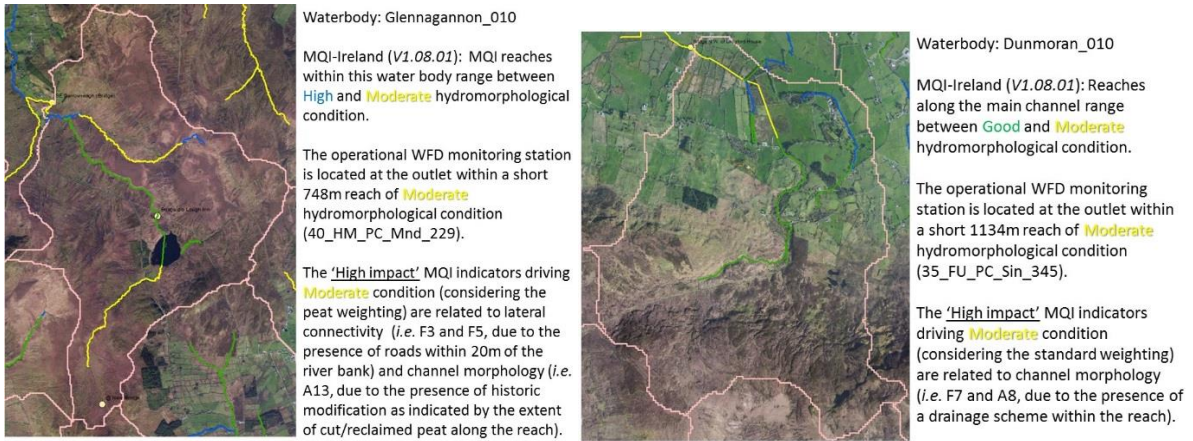 Waterbody: Glennagannon_010
MQI-Ireland (V1.08.01): MQI reaches
within this water body range between
High and Moderate hydromorphological
condition.
The operational WFD monitoring station
is located at the outlet within a short
748m reach of Moderate
hydromorphological condition
(40_HM_PC_Mnd_229).
The ‘High impact’ MQI indicators driving
Moderate condition (considering the
peat weighting) are related to lateral
connectivity (i.e. F3 and F5, due to the
presence of roads within 20m of the
river bank) and channel morphology (i.e.
A13, due to the presence of historic
modification as indicated by the extent
of cut/reclaimed peat along the reach).
Waterbody: Dunmoran_010
MQI-Ireland (V1.08.01): Reaches
along the main channel range
between Good and Moderate
hydromorphological condition.
The operational WFD monitoring
station is located at the outlet within
a short 1134m reach of Moderate
hydromorphological condition
(35_FU_PC_Sin_345).
The ‘High impact’ MQI indicators
driving Moderate condition
(considering the standard weighting)
are related to channel morphology
(i.e. F7 and A8, due to the presence of
a drainage scheme within the reach).